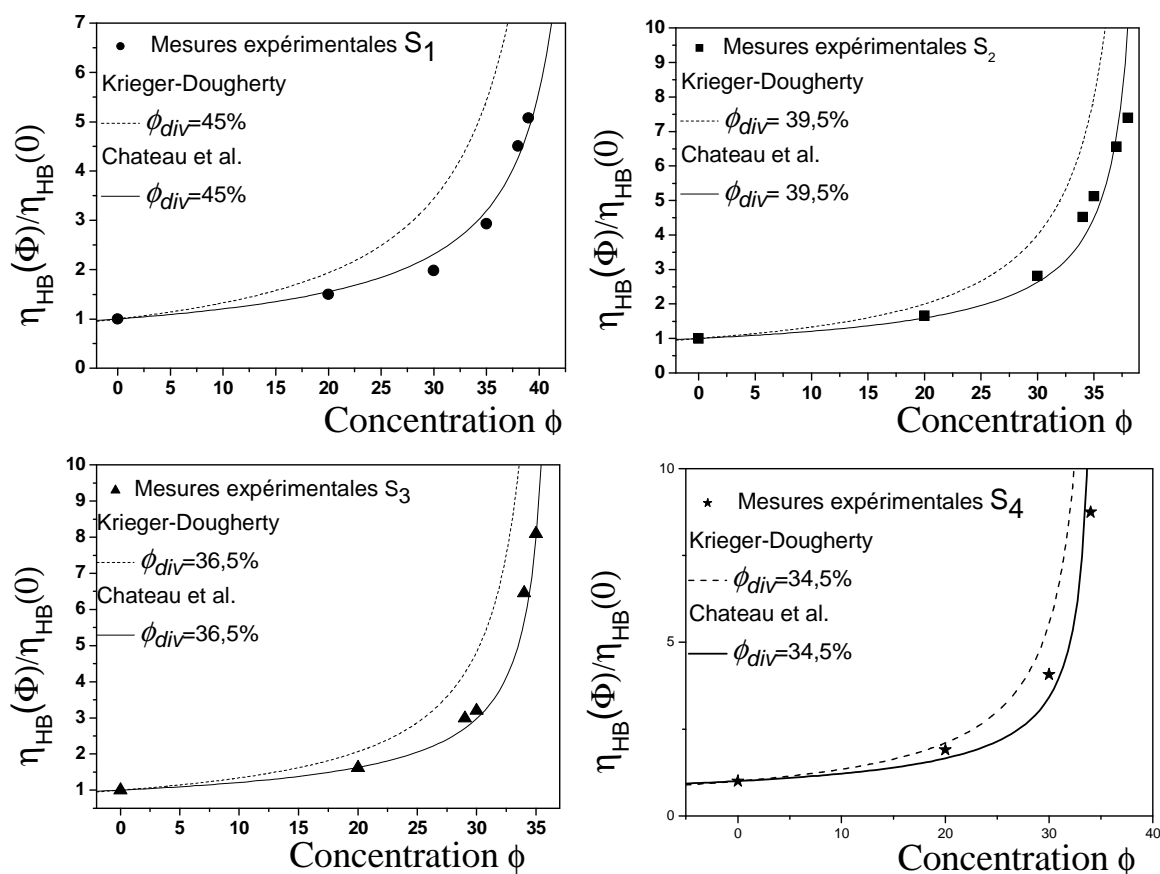 Mesures expérimentales S1
Krieger-Dougherty
ϕdiv=45%
Chateau et al.
ϕdiv=45%
ηHB(Φ)/ηHB(0)
7
6
5
4
3
2
1
0
0 5 10 15 20 25 30 35 40
Concentration ϕ
Mesures expérimentales S2
Krieger-Dougherty
ϕdiv= 39,5%
Chateau et al.
ϕdiv= 39,5%
ηHB(Φ)/ηHB(0)
10
9
8
7
6
5
4
3
2
1
0
0 5 10 15 20 25 30 35
Concentration ϕ
Mesures expérimentales S3
Krieger-Dougherty
ϕdiv=36,5%
Chateau et al.
ϕdiv=36,5%
ηHB(Φ)/ηHB(0)
10
9
8
7
6
5
4
3
2
1
0 5 10 15 20 25 30 35
Concentration ϕ
Mesures expérimentales S4
Krieger-Dougherty
ϕdiv=34,5%
Chateau et al.
ϕdiv=34,5%
ηHB(Φ)/ηHB(0)
10
5
0
0 10 20 30 40
Concentration ϕ